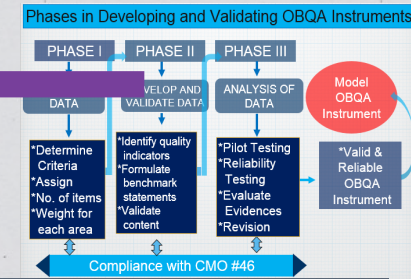 Phases in Developing and Validating OBQA Instruments
PHASE I
PHASE II
PHASE III
DATA
AND
VALIDATE DATA
ANALYSIS OF
DATA
Model
OBQA
Instrument
*Determine
Criteria
*Assign
*No. of items
*Weight for
each area
*Identify quality
indicators
*Formulate
benchmark
statements
*Validate
content
*Pilot Testing
*Reliability
Testing
*Evaluate
Evidences
*Revision
*Valid &
Reliable
OBQA
Instrument
Compliance with CMO #46